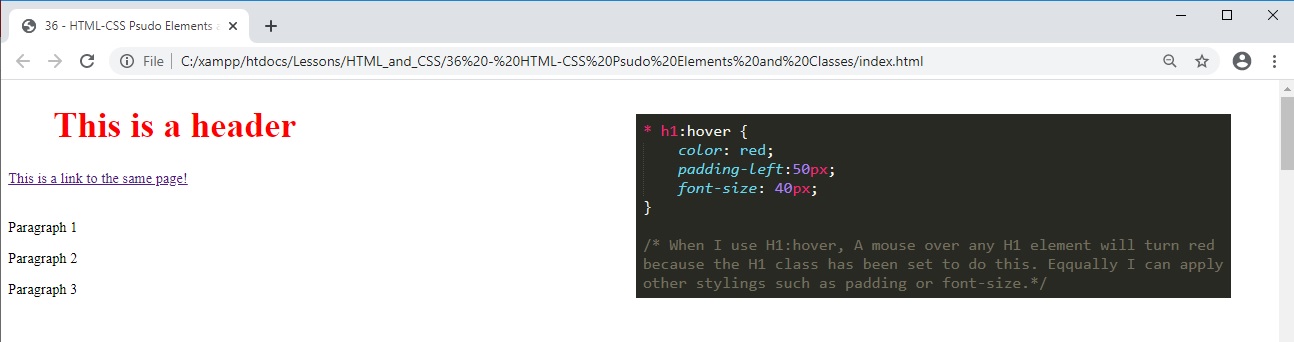 36 - HTML-CSS Psudo Elements a
File
C:/xampp/htdocs/Lessons/HTML_and_CSS/36%20-%20HTML-CSS%20Psudo%20Elements%20and%20Classes/index.html
This is a header
This is a link to the same page!
Paragraph 1
Paragraph 2
Paragraph 3
* h1:hover {
color: red;
padding-left:50px;
font-size: 40px;
}
/* When I use H1:hover, A mouse over any H1 element will turn red
because the H1 class has been set to do this. Eqqually I can apply
other stylings such as padding or font-size.*/